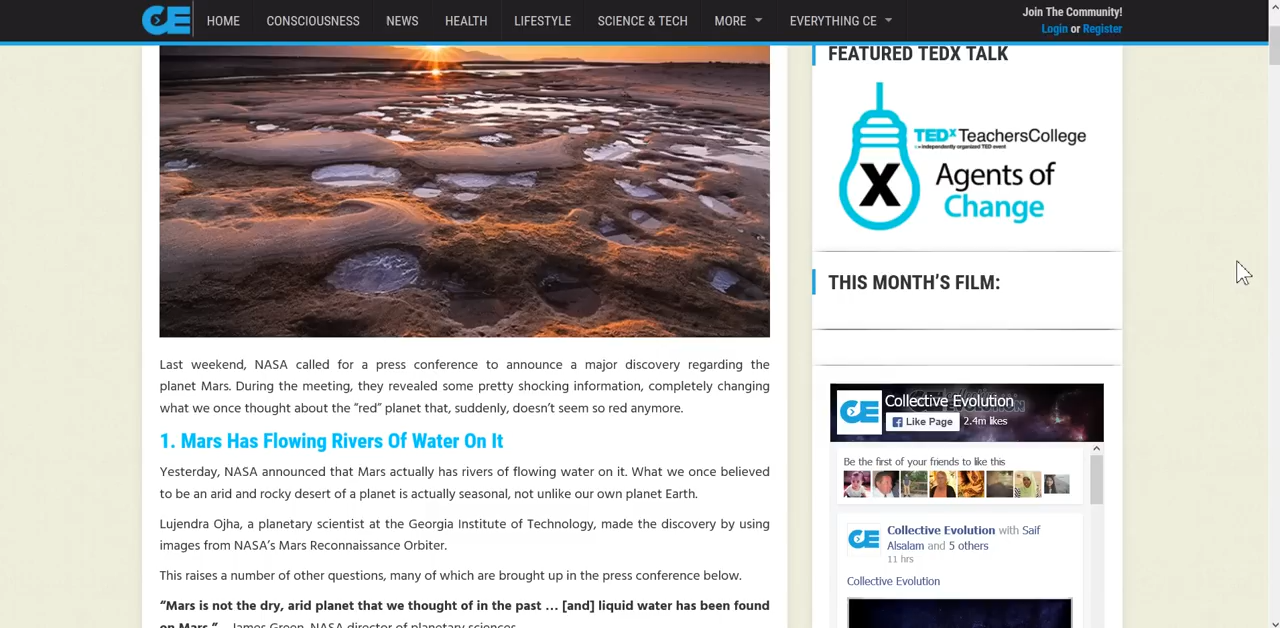 CE
HOME
CONSCIOUSNESS
NEWS
HEALTH
LIFESTYLE
SCIENCE & TECH
MORE
EVERYTHING CE
Join The Community!
Login or Register
Last weekend, NASA called for a press conference to announce a major discovery regarding the
planet Mars. During the meeting, they revealed some pretty shocking information, completely changing
what we once thought about the “red” planet that, suddenly, doesn’t seem so red anymore.
1. Mars Has Flowing Rivers Of Water On It
Yesterday, NASA announced that Mars actually has rivers of flowing water on it. What we once believed
to be an arid and rocky desert of a planet is actually seasonal, not unlike our own planet Earth.
Lujendra Ojha, a planetary scientist at the Georgia Institute of Technology, made the discovery by using
images from NASA’s Mars Reconnaissance Orbiter.
This raises a number of other questions, many of which are brought up in the press conference below.
“Mars is not the dry, arid planet that we thought of in the past … [and] liquid water has been found
on Mars.” – James Green, NASA director of planetary sciences
FEATURED TEDX TALK
TEDx TeachersCollege
x = independently organized TED event
X
Agents of
Change
THIS MONTH’S FILM:
CE
Collective Evolution
Like Page
2.4m likes
Be the first of your friends to like this
CE
Collective Evolution with Saif
Alsalam and 5 others
11 hrs
Collective Evolution